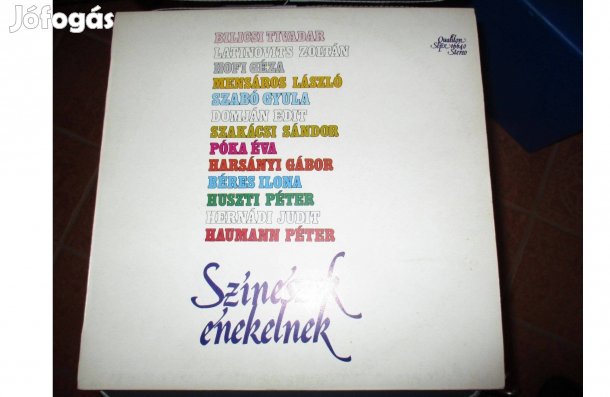 Jófogás
BILICSI TIVADAR
LATINOVITS ZOLTÁN
HOFI GÉZA
MENSÁROS LÁSZLÓ
SZABÓ GYULA
DOMJÁN EDIT
SZAKÁCSI SÁNDOR
PÓKA ÉVA
HARSÁNYI GÁBOR
BÉRES ILONA
HUSZTI PÉTER
HERNÁDI JUDIT
HAUMANN PÉTER
Qualiton
Stereo
Színészek
énekelnek